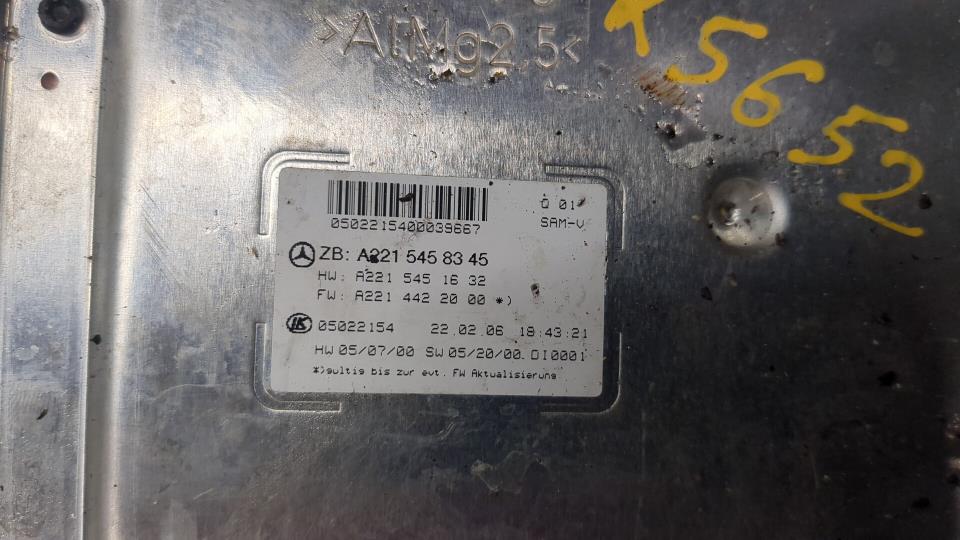 >AlMg2.5<
K5652
0502215400039667
Q 01
SAM-V
ZB: A221 545 83 45
HW: A221 545 16 32
FW: A221 442 20 00 *)
LK 05022154 22.02.06 18:43:21
HW 05/07/00 SW 05/20/00 DI0001
*)gultig bis zur evt. FW Aktualisierung